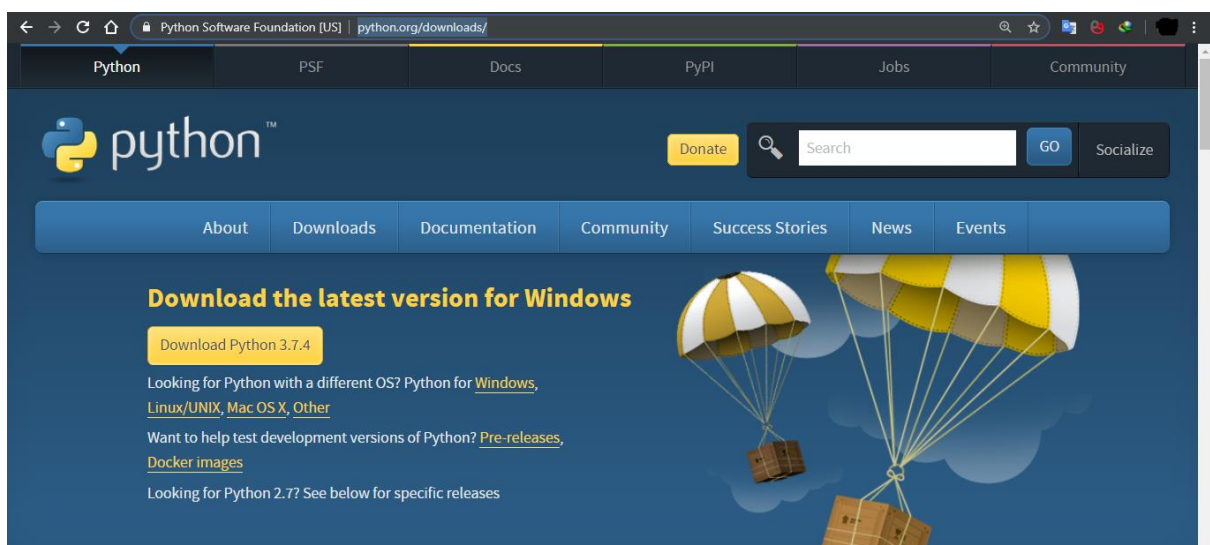 Python Software Foundation [US] | python.org/downloads/
Python PSF Docs PyPI Jobs Community
python™
Donate Search GO Socialize
About Downloads Documentation Community Success Stories News Events
Download the latest version for Windows
Download Python 3.7.4
Looking for Python with a different OS? Python for Windows,
Linux/UNIX, Mac OS X, Other
Want to help test development versions of Python? Pre-releases,
Docker images
Looking for Python 2.7? See below for specific releases